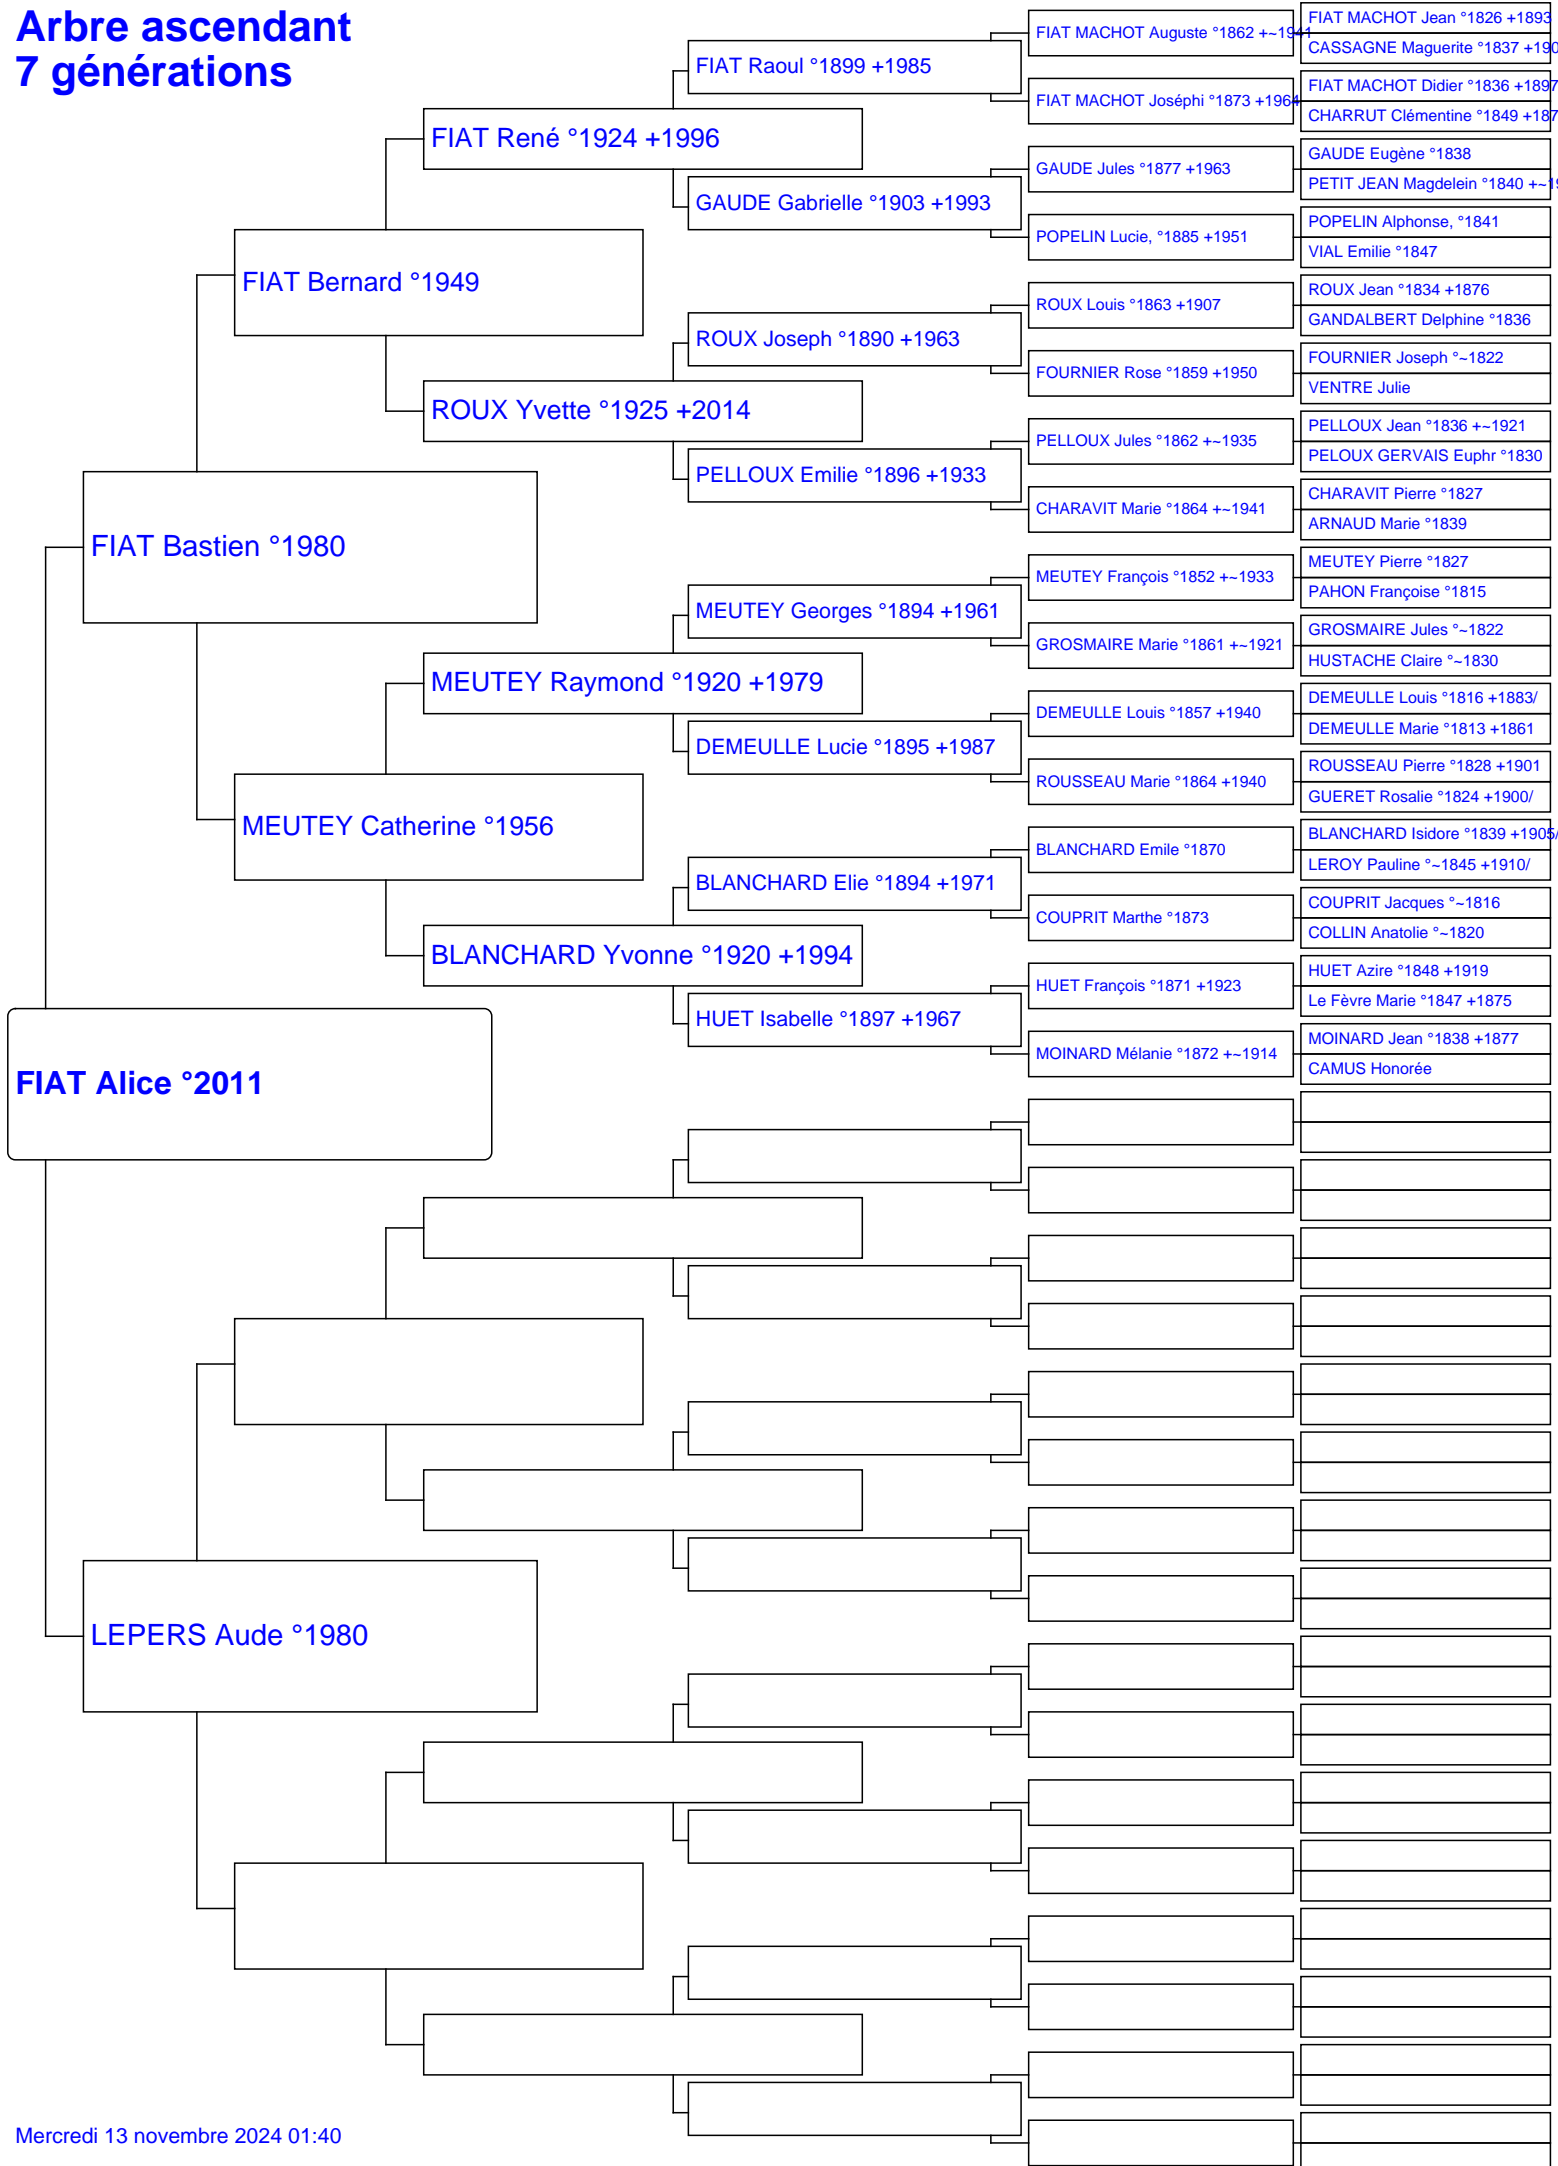 Arbre ascendant
7 générations
FIAT Alice °2011
FIAT Bastien °1980
LEPERS Aude °1980
FIAT Bernard °1949
MEUTEY Catherine °1956
FIAT René °1924 +1996
ROUX Yvette °1925 +2014
MEUTEY Raymond °1920 +1979
BLANCHARD Yvonne °1920 +1994
FIAT Raoul °1899 +1985
GAUDE Gabrielle °1903 +1993
ROUX Joseph °1890 +1963
PELLOUX Emilie °1896 +1933
MEUTEY Georges °1894 +1961
DEMEULLE Lucie °1895 +1987
BLANCHARD Elie °1894 +1971
HUET Isabelle °1897 +1967
FIAT MACHOT Auguste °1862 +~1941
FIAT MACHOT Joséphi °1873 +1964
GAUDE Jules °1877 +1963
POPELIN Lucie, °1885 +1951
ROUX Louis °1863 +1907
FOURNIER Rose °1859 +1950
PELLOUX Jules °1862 +~1935
CHARAVIT Marie °1864 +~1941
MEUTEY François °1852 +~1933
GROSMAIRE Marie °1861 +~1921
DEMEULLE Louis °1857 +1940
ROUSSEAU Marie °1864 +1940
BLANCHARD Emile °1870
COUPRIT Marthe °1873
HUET François °1871 +1923
MOINARD Mélanie °1872 +~1914
FIAT MACHOT Jean °1826 +1893
CASSAGNE Maguerite °1837 +190
FIAT MACHOT Didier °1836 +1897
CHARRUT Clémentine °1849 +187
GAUDE Eugène °1838
PETIT JEAN Magdelein °1840 +~19
POPELIN Alphonse, °1841
VIAL Emilie °1847
ROUX Jean °1834 +1876
GANDALBERT Delphine °1836
FOURNIER Joseph °~1822
VENTRE Julie
PELLOUX Jean °1836 +~1921
PELOUX GERVAIS Euphr °1830
CHARAVIT Pierre °1827
ARNAUD Marie °1839
MEUTEY Pierre °1827
PAHON Françoise °1815
GROSMAIRE Jules °~1822
HUSTACHE Claire °~1830
DEMEULLE Louis °1816 +1883/
DEMEULLE Marie °1813 +1861
ROUSSEAU Pierre °1828 +1901
GUERET Rosalie °1824 +1900/
BLANCHARD Isidore °1839 +1905/
LEROY Pauline °~1845 +1910/
COUPRIT Jacques °~1816
COLLIN Anatolie °~1820
HUET Azire °1848 +1919
Le Fèvre Marie °1847 +1875
MOINARD Jean °1838 +1877
CAMUS Honorée
Mercredi 13 novembre 2024 01:40